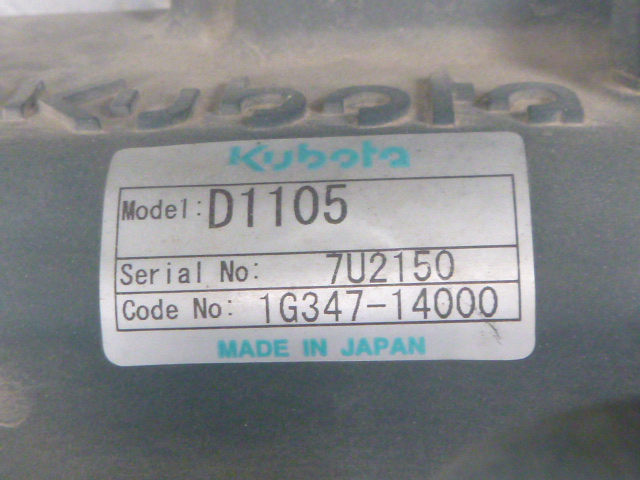 Kubota
Kubota
Model: D1105
Serial No: 7U2150
Code No: 1G347-14000
MADE IN JAPAN